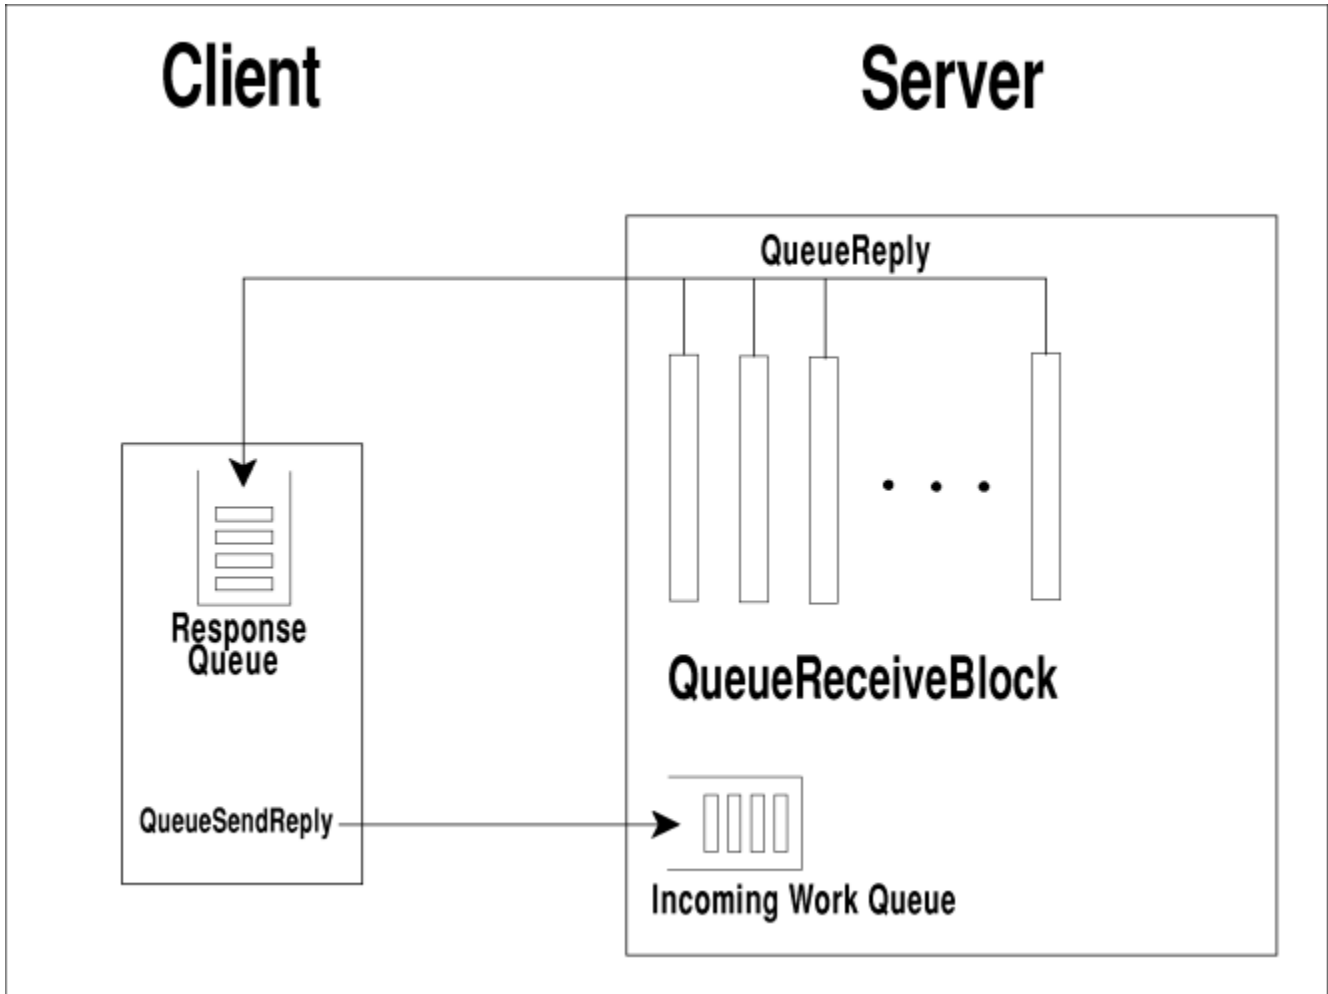 Client
Server
QueueReply
Response
Queue
QueueReceiveBlock
QueueSendReply
Incoming Work Queue